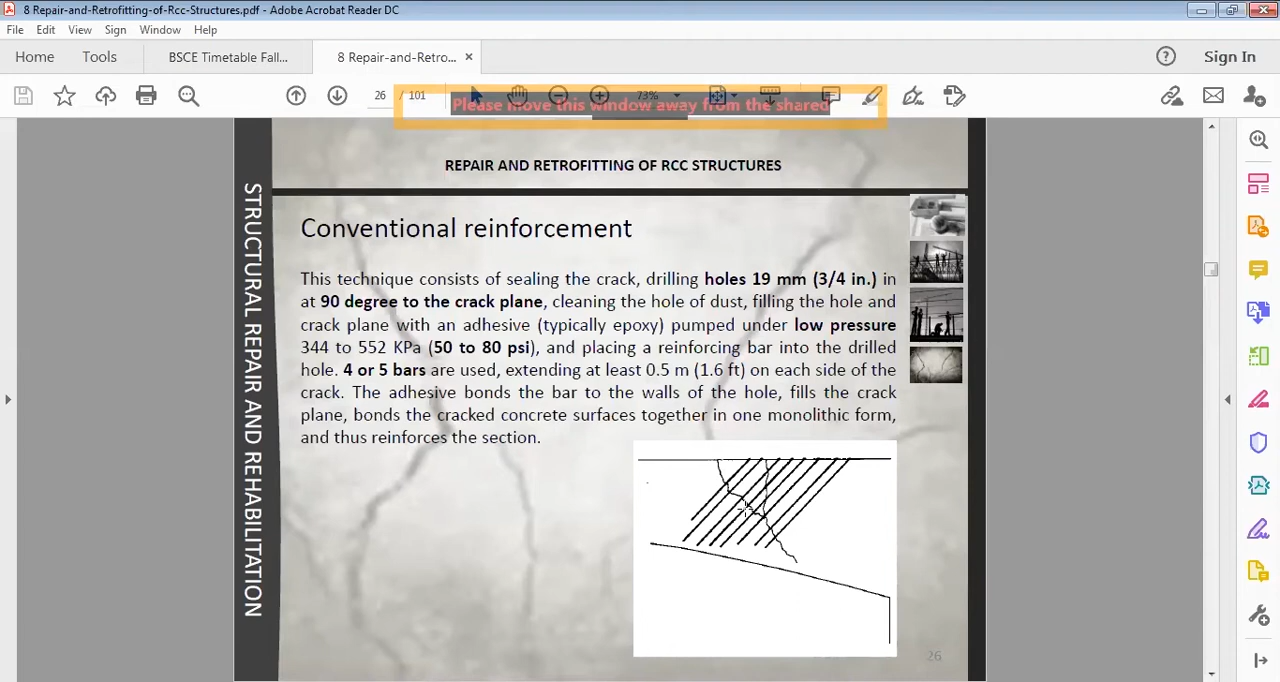 8 Repair-and-Retrofitting-of-Rcc-Structures.pdf - Adobe Acrobat Reader DC
File Edit View Sign Window Help
Home Tools BSCE Timetable Fall... 8 Repair-and-Retro... × Sign In
26 / 101 73%
Please move this window away from the shared
REPAIR AND RETROFITTING OF RCC STRUCTURES
STRUCTURAL REPAIR AND REHABILITATION
Conventional reinforcement
This technique consists of sealing the crack, drilling holes 19 mm (3/4 in.) in
at 90 degree to the crack plane, cleaning the hole of dust, filling the hole and
crack plane with an adhesive (typically epoxy) pumped under low pressure
344 to 552 KPa (50 to 80 psi), and placing a reinforcing bar into the drilled
hole. 4 or 5 bars are used, extending at least 0.5 m (1.6 ft) on each side of the
crack. The adhesive bonds the bar to the walls of the hole, fills the crack
plane, bonds the cracked concrete surfaces together in one monolithic form,
and thus reinforces the section.
26